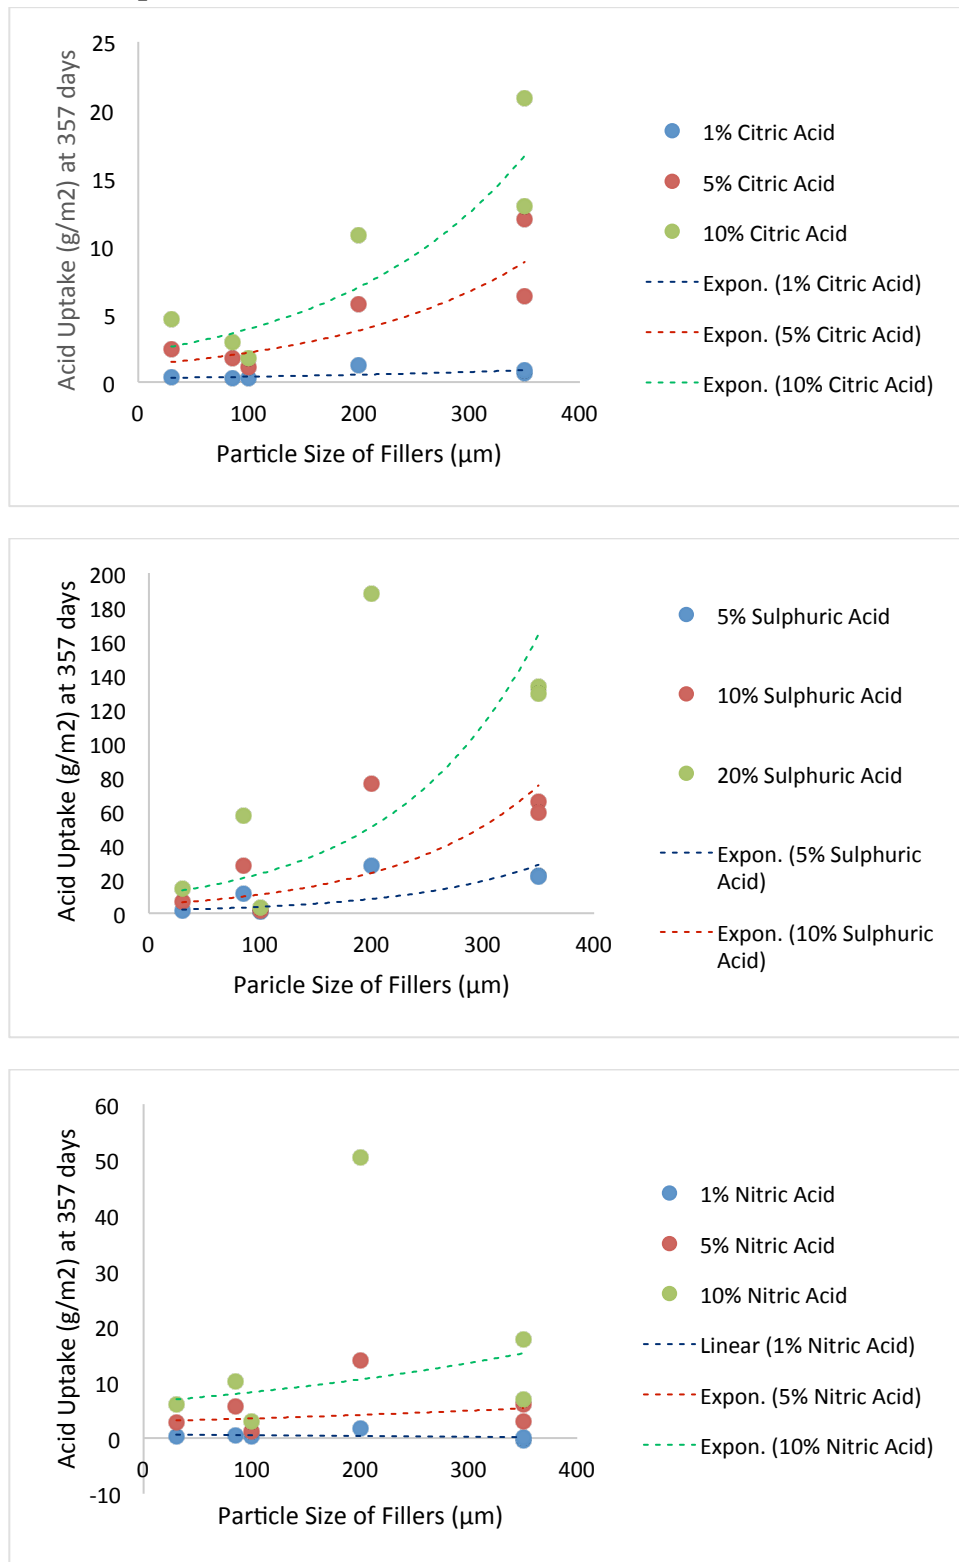 25
20
15
10
5
0
Acid Uptake (g/m2) at 357 days
0 100 200 300 400
Particle Size of Fillers (µm)
1% Citric Acid
5% Citric Acid
10% Citric Acid
Expon. (1% Citric Acid)
Expon. (5% Citric Acid)
Expon. (10% Citric Acid)
200
180
160
140
120
100
80
60
40
20
0
Acid Uptake (g/m2) at 357 days
0 100 200 300 400
Paricle Size of Fillers (µm)
5% Sulphuric Acid
10% Sulphuric Acid
20% Sulphuric Acid
Expon. (5% Sulphuric
Acid)
Expon. (10% Sulphuric
Acid)
60
50
40
30
20
10
0
-10
Acid Uptake (g/m2) at 357 days
0 100 200 300 400
Particle Size of Fillers (µm)
1% Nitric Acid
5% Nitric Acid
10% Nitric Acid
Linear (1% Nitric Acid)
Expon. (5% Nitric Acid)
Expon. (10% Nitric Acid)